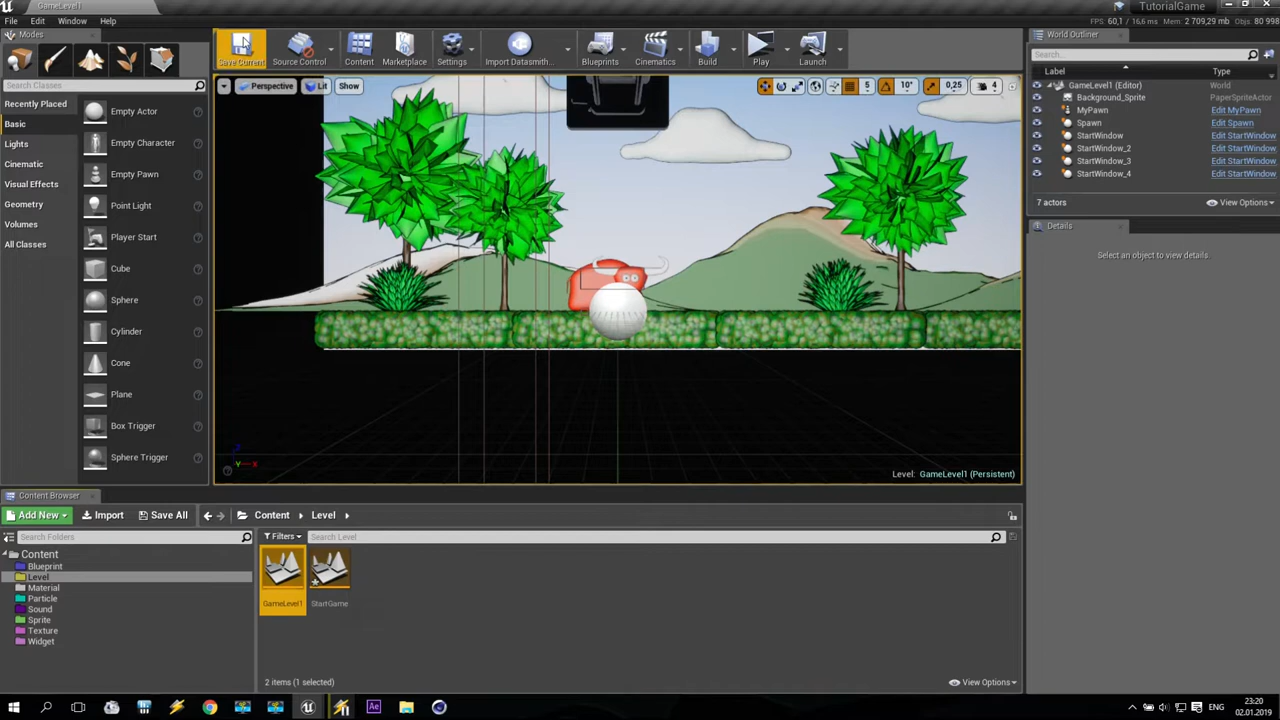 GameLevel1
TutorialGame
File Edit Window Help
FPS: 60,1 / 16,6 ms Mem: 2 709,29 mb Objs: 80 998
Modes
Save Current
Source Control
Content
Marketplace
Settings
Import Datasmith...
Blueprints
Cinematics
Build
Play
Launch
World Outliner
Search...
Label Type
GameLevel1 (Editor) World
Background_Sprite PaperSpriteActor
MyPawn Edit MyPawn
Spawn Edit Spawn
StartWindow Edit StartWindow
StartWindow_2 Edit StartWindow
StartWindow_3 Edit StartWindow
StartWindow_4 Edit StartWindow
7 actors View Options
Details
Select an object to view details.
Search Classes
Recently Placed
Basic
Lights
Cinematic
Visual Effects
Geometry
Volumes
All Classes
Empty Actor
Empty Character
Empty Pawn
Point Light
Player Start
Cube
Sphere
Cylinder
Cone
Plane
Box Trigger
Sphere Trigger
Perspective Lit Show
5 10° 0,25 4
Level: GameLevel1 (Persistent)
Content Browser
Add New Import Save All Content Level
Search Folders
Filters Search Level
Content
Blueprint
Level
Material
Particle
Sound
Sprite
Texture
Widget
GameLevel1 StartGame
2 items (1 selected) View Options
Ae
ENG
23:20
02.01.2019